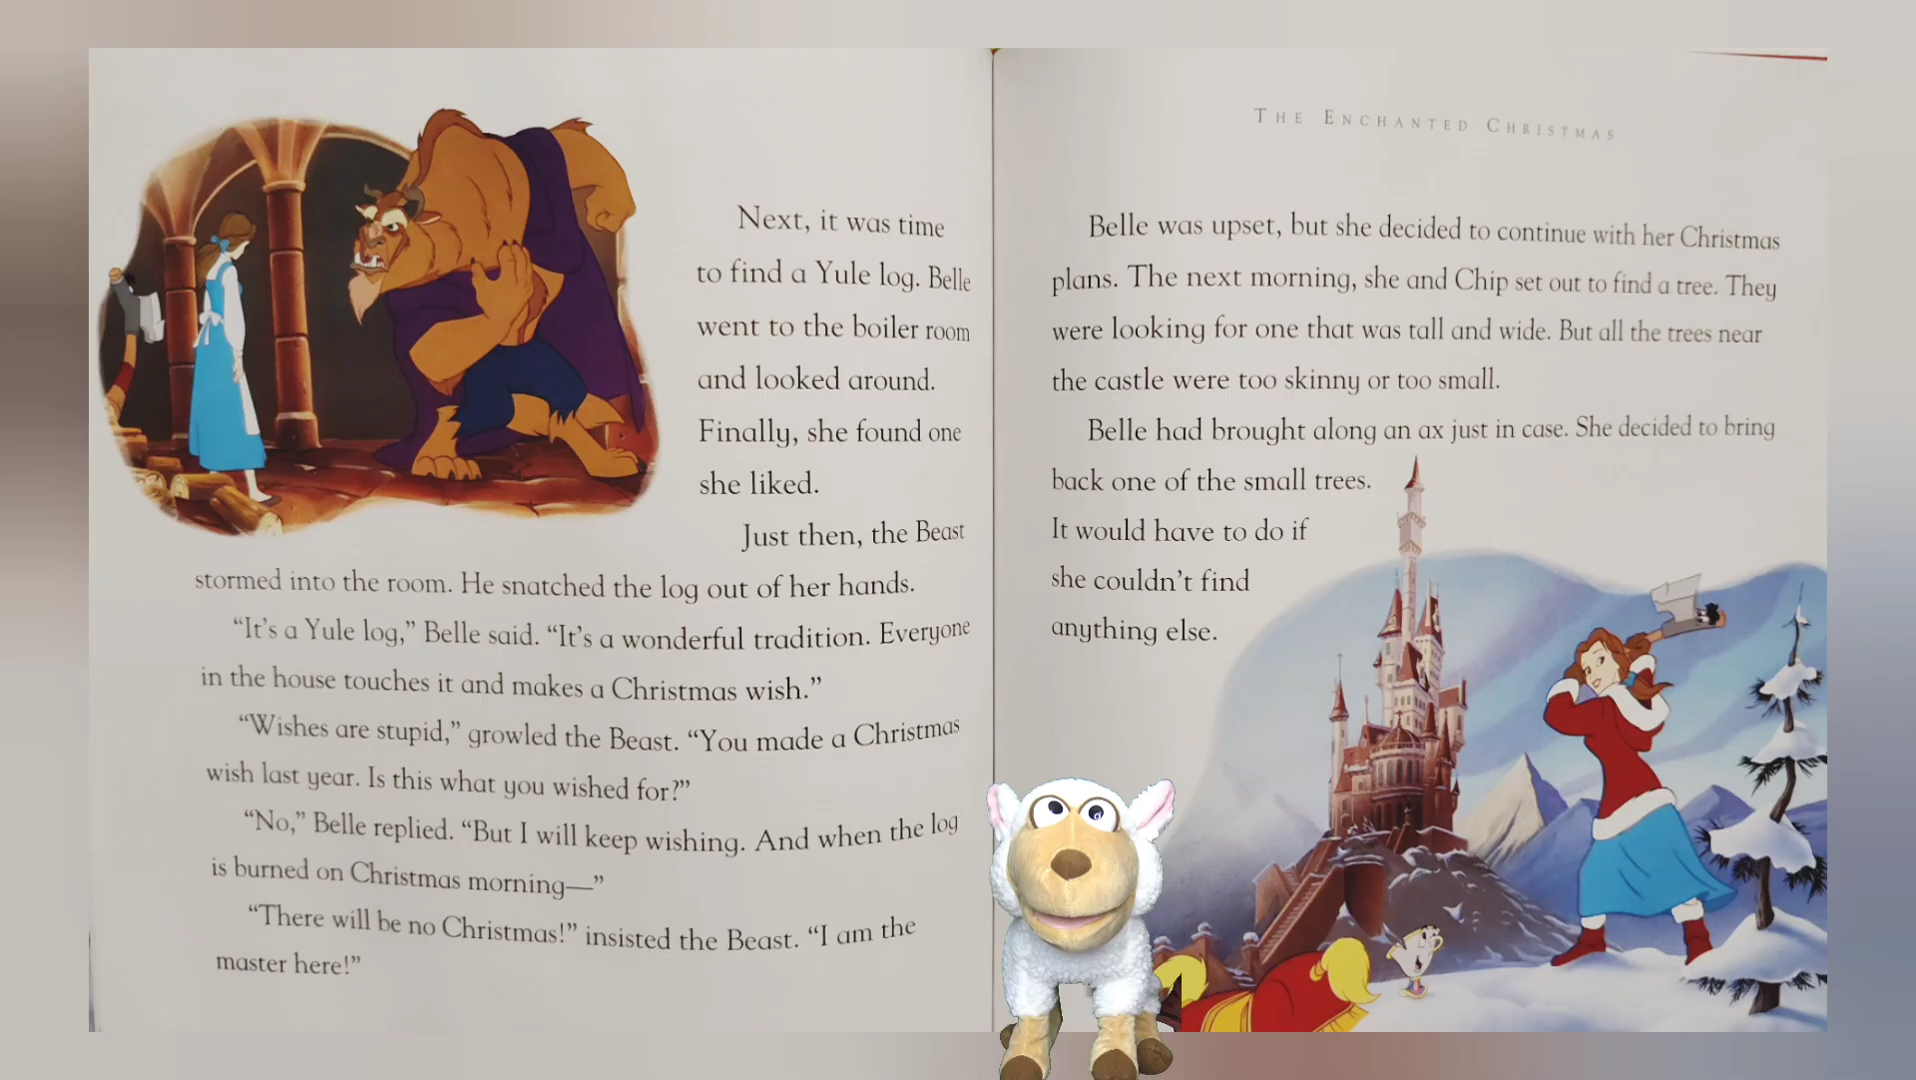 Next, it was time
to find a Yule log. Belle
went to the boiler room
and looked around.
Finally, she found one
she liked.
Just then, the Beast
stormed into the room. He snatched the log out of her hands.
“It’s a Yule log,” Belle said. “It’s a wonderful tradition. Everyone
in the house touches it and makes a Christmas wish.”
“Wishes are stupid,” growled the Beast. “You made a Christmas
wish last year. Is this what you wished for?”
“No,” Belle replied. “But I will keep wishing. And when the log
is burned on Christmas morning—”
“There will be no Christmas!” insisted the Beast. “I am the
master here!”
THE ENCHANTED CHRISTMAS
Belle was upset, but she decided to continue with her Christmas
plans. The next morning, she and Chip set out to find a tree. They
were looking for one that was tall and wide. But all the trees near
the castle were too skinny or too small.
Belle had brought along an ax just in case. She decided to bring
back one of the small trees.
It would have to do if
she couldn’t find
anything else.